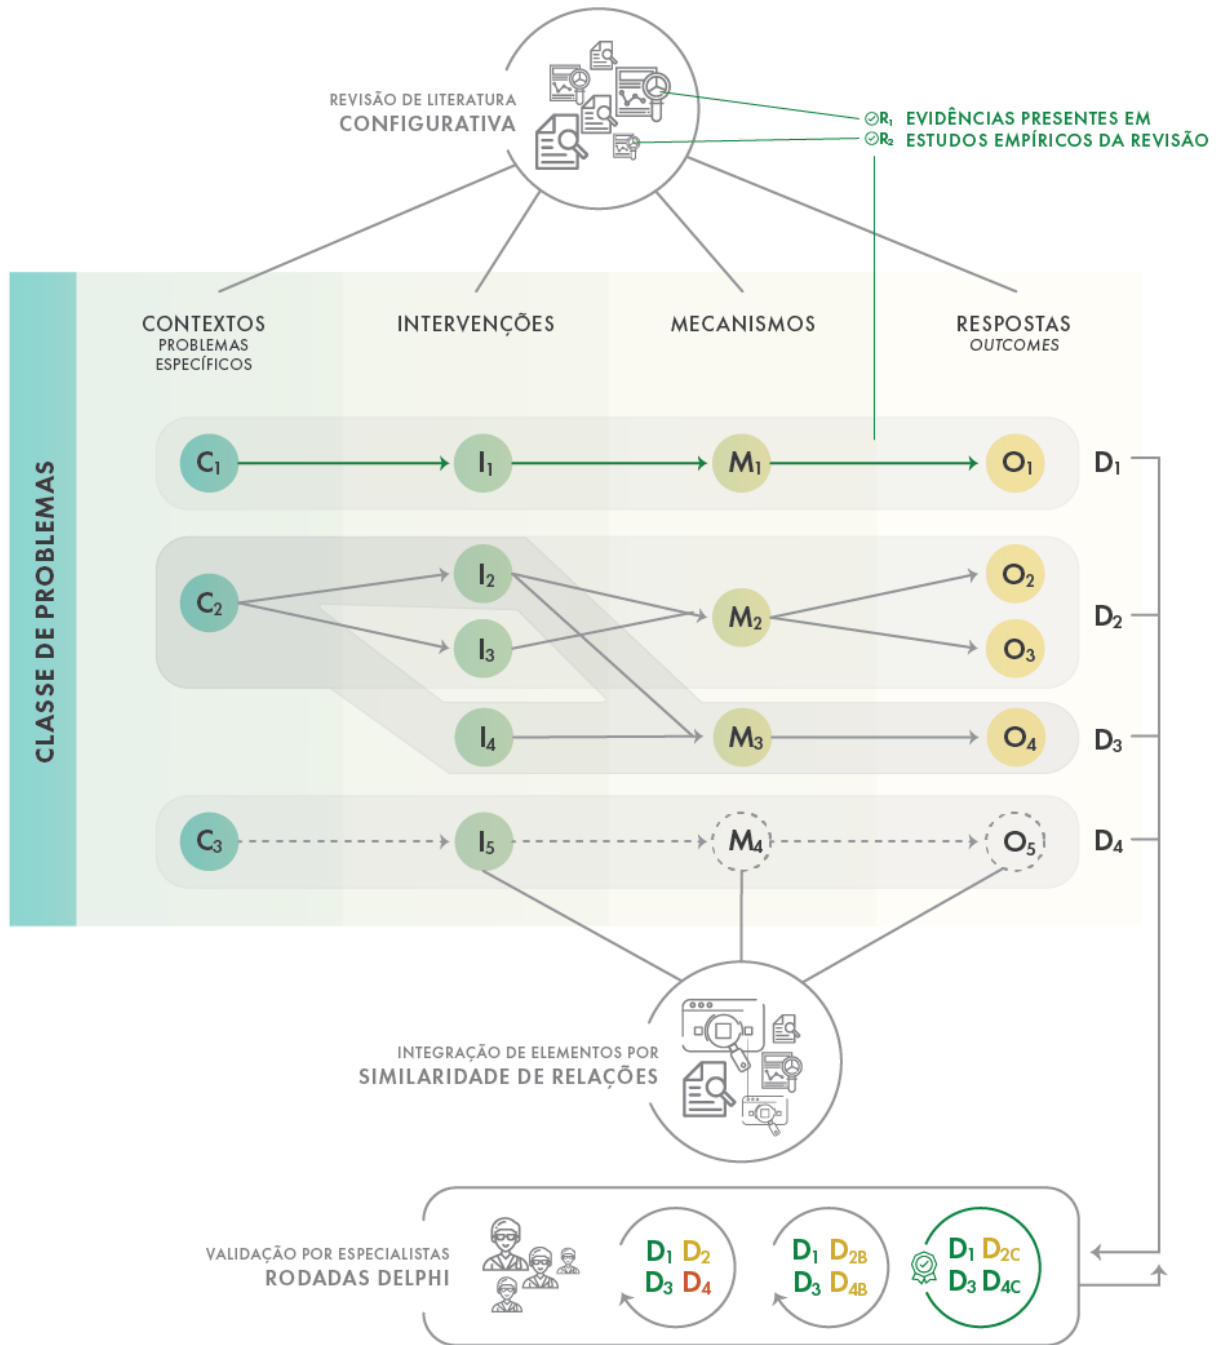 REVISÃO DE LITERATURA
CONFIGURATIVA
R₁ EVIDÊNCIAS PRESENTES EM
R₂ ESTUDOS EMPÍRICOS DA REVISÃO
CLASSE DE PROBLEMAS
CONTEXTOS
PROBLEMAS
ESPECÍFICOS
INTERVENÇÕES
MECANISMOS
RESPOSTAS
OUTCOMES
C₁ I₁ M₁ O₁ D₁
I₂ O₂
C₂ M₂ D₂
I₃ O₃
I₄ M₃ O₄ D₃
C₃ I₅ M₄ O₅ D₄
INTEGRAÇÃO DE ELEMENTOS POR
SIMILARIDADE DE RELAÇÕES
VALIDAÇÃO POR ESPECIALISTAS
RODADAS DELPHI
D₁ D₂
D₃ D₄
D₁ D2B
D₃ D4B
D₁ D2C
D₃ D4C